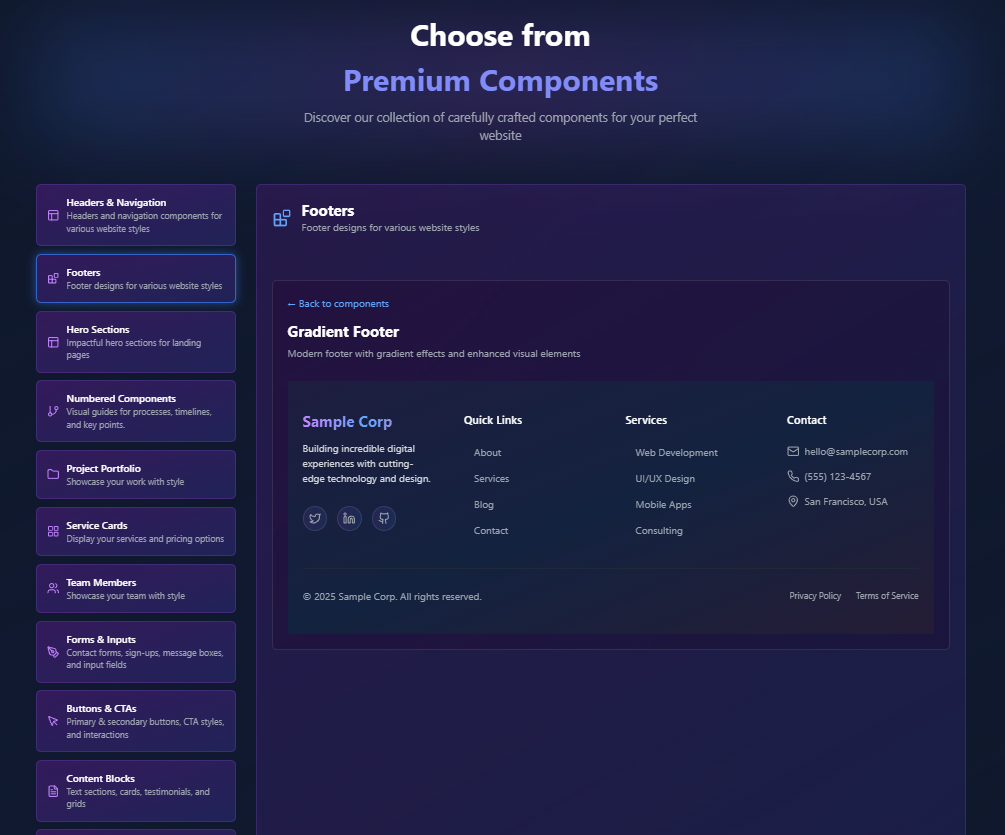 Choose from
Premium Components
Discover our collection of carefully crafted components for your perfect
website
Headers & Navigation
Headers and navigation components for
various website styles
Footers
Footer designs for various website styles
Hero Sections
Impactful hero sections for landing
pages
Numbered Components
Visual guides for processes, timelines,
and key points.
Project Portfolio
Showcase your work with style
Service Cards
Display your services and pricing options
Team Members
Showcase your team with style
Forms & Inputs
Contact forms, sign-ups, message boxes,
and input fields
Buttons & CTAs
Primary & secondary buttons, CTA styles,
and interactions
Content Blocks
Text sections, cards, testimonials, and
grids
Footers
Footer designs for various website styles
← Back to components
Gradient Footer
Modern footer with gradient effects and enhanced visual elements
Sample Corp
Building incredible digital
experiences with cutting-
edge technology and design.
Quick Links
About
Services
Blog
Contact
Services
Web Development
UI/UX Design
Mobile Apps
Consulting
Contact
hello@samplecorp.com
(555) 123-4567
San Francisco, USA
© 2025 Sample Corp. All rights reserved.
Privacy Policy
Terms of Service